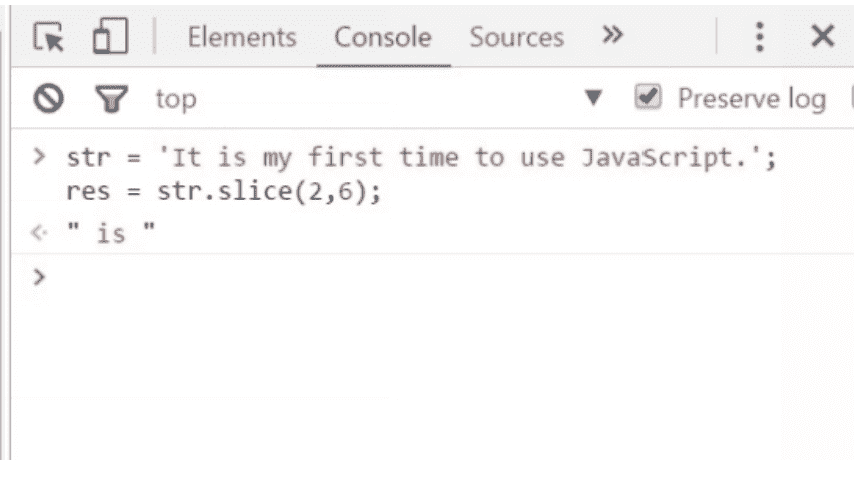 Elements Console Sources »
top ▼ Preserve log
> str = 'It is my first time to use JavaScript.';
res = str.slice(2,6);
<· " is "
>